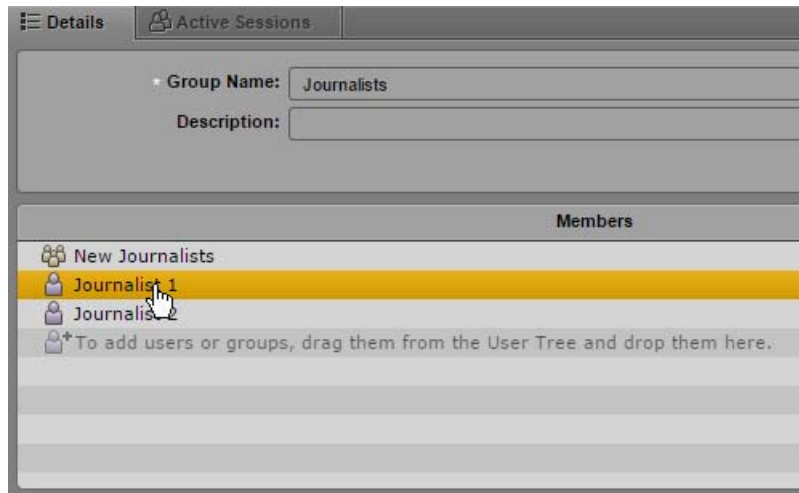 Details Active Sessions
* Group Name: Journalists
Description:
Members
New Journalists
Journalist 1
Journalist 2
To add users or groups, drag them from the User Tree and drop them here.